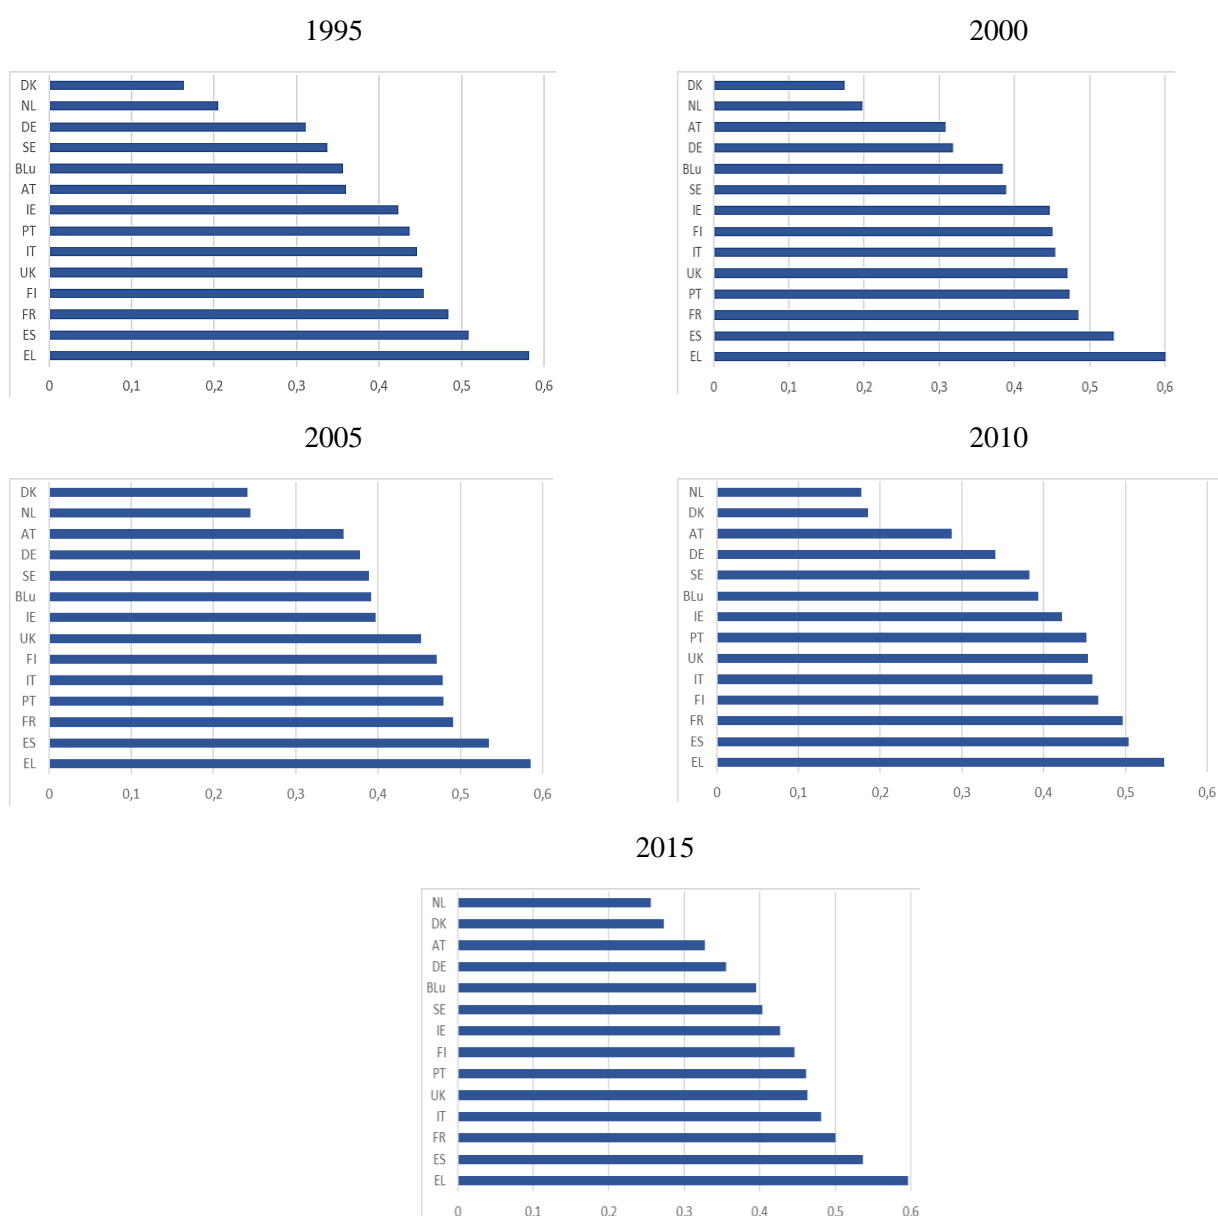 1995
DK
NL
DE
SE
BLu
AT
IE
PT
IT
UK
FI
FR
ES
EL
0 0,1 0,2 0,3 0,4 0,5 0,6
2000
DK
NL
AT
DE
BLu
SE
IE
FI
IT
UK
PT
FR
ES
EL
0 0,1 0,2 0,3 0,4 0,5 0,6
2005
DK
NL
AT
DE
SE
BLu
IE
UK
FI
IT
PT
FR
ES
EL
0 0,1 0,2 0,3 0,4 0,5 0,6
2010
NL
DK
AT
DE
SE
BLu
IE
PT
UK
IT
FI
FR
ES
EL
0 0,1 0,2 0,3 0,4 0,5 0,6
2015
NL
DK
AT
DE
BLu
SE
IE
FI
PT
UK
IT
FR
ES
EL
0 0,1 0,2 0,3 0,4 0,5 0,6